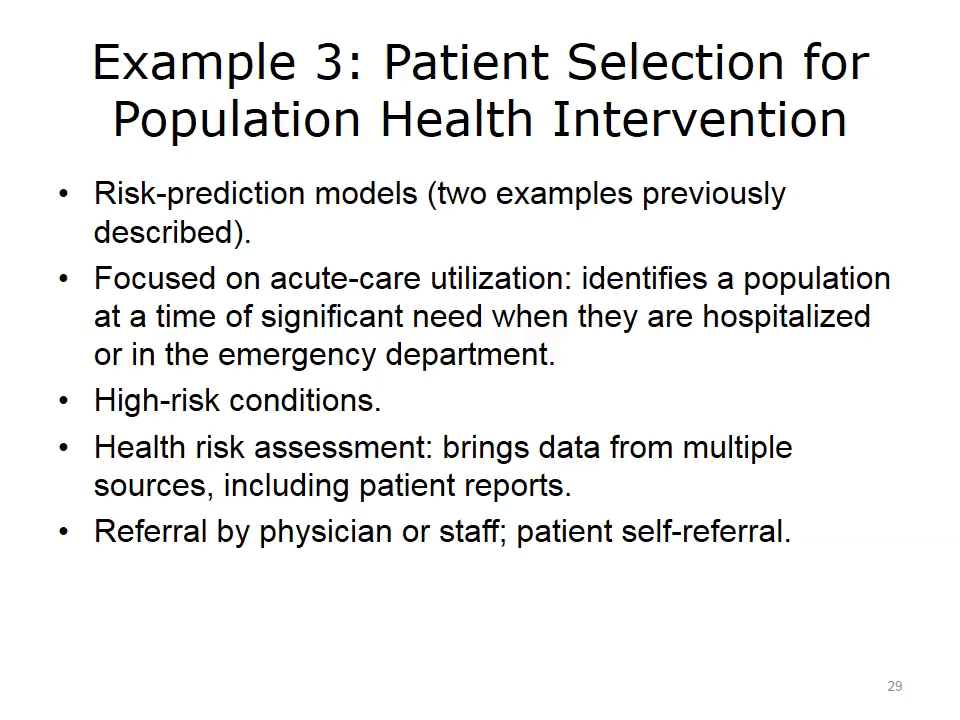 Example 3: Patient Selection for
Population Health Intervention
• Risk-prediction models (two examples previously
described).
• Focused on acute-care utilization: identifies a population
at a time of significant need when they are hospitalized
or in the emergency department.
• High-risk conditions.
• Health risk assessment: brings data from multiple
sources, including patient reports.
• Referral by physician or staff; patient self-referral.
29